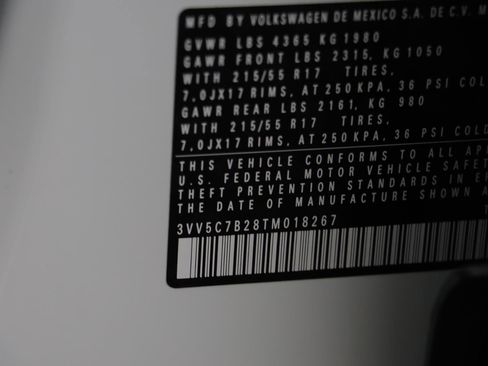 MFD BY VOLKSWAGEN DE MEXICO S.A. DE C.V.
GVWR LBS 4365 KG 1980
GAWR FRONT LBS 2315, KG 1050
WITH 215/55 R17 TIRES,
7.0JX17 RIMS, AT 250 KPA, 36 PSI COLD
GAWR REAR LBS 2161, KG 980
WITH 215/55 R17 TIRES,
7.0JX17 RIMS, AT 250 KPA, 36 PSI COLD
THIS VEHICLE CONFORMS TO ALL
U.S. FEDERAL MOTOR VEHICLE
THEFT PREVENTION STANDARDS IN
THE DATE OF MANUFACTURE SHOWN
3VV5C7B28TM018267